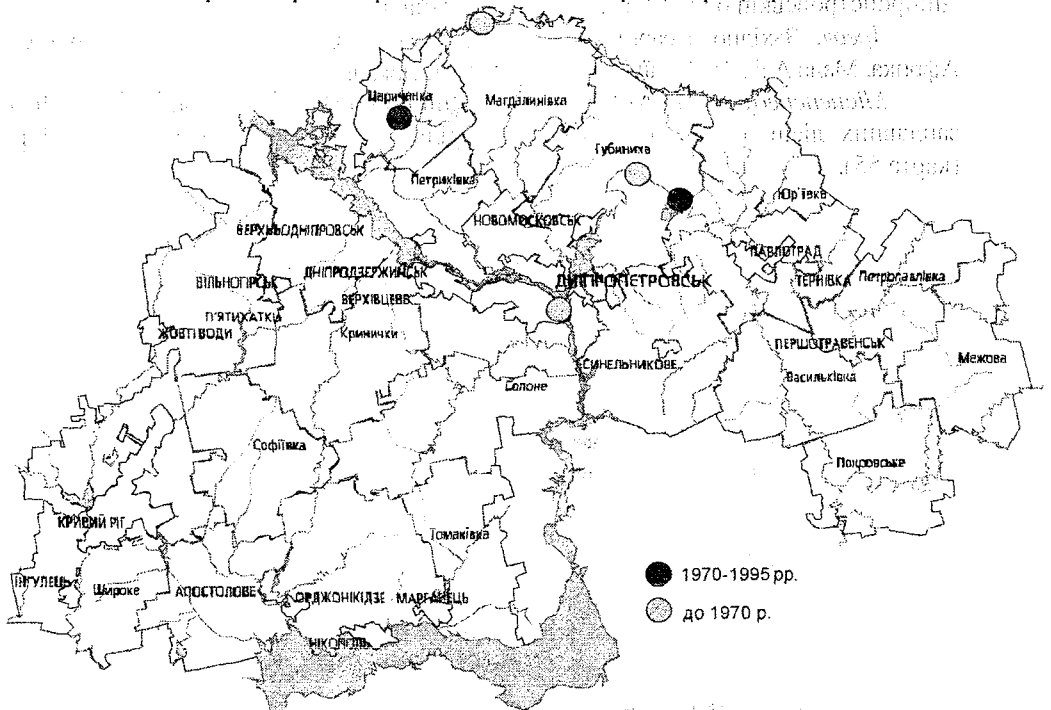 Царичанка
Магдалинівка
Губиниха
Петриківка
Юр'ївка
НОВОМОСКОВСЬК
ВЕРХНЬОДНІПРОВСЬК
ПАВЛОГРАД
ДНІПРОДЗЕРЖИНСЬК
ДНІПРОПЕТРОВСЬК
ТЕРНІВКА
Петропавлівка
ВІЛЬНОГІРСЬК
ВЕРХІВЦЕВЕ
П'ЯТИХАТКИ
ЖОВТІ ВОДИ
Кринички
ПЕРШОТРАВЕНСЬК
СИНЕЛЬНИКОВЕ
Межова
Васильківка
Солоне
Софіївка
Покровське
КРИВИЙ РІГ
Томаківка
1970-1995 рр.
ІНГУЛЕЦЬ
Широке
АПОСТОЛОВЕ
ОРДЖОНІКІДЗЕ
МАРГАНЕЦЬ
до 1970 р.
НІКОПОЛЬ